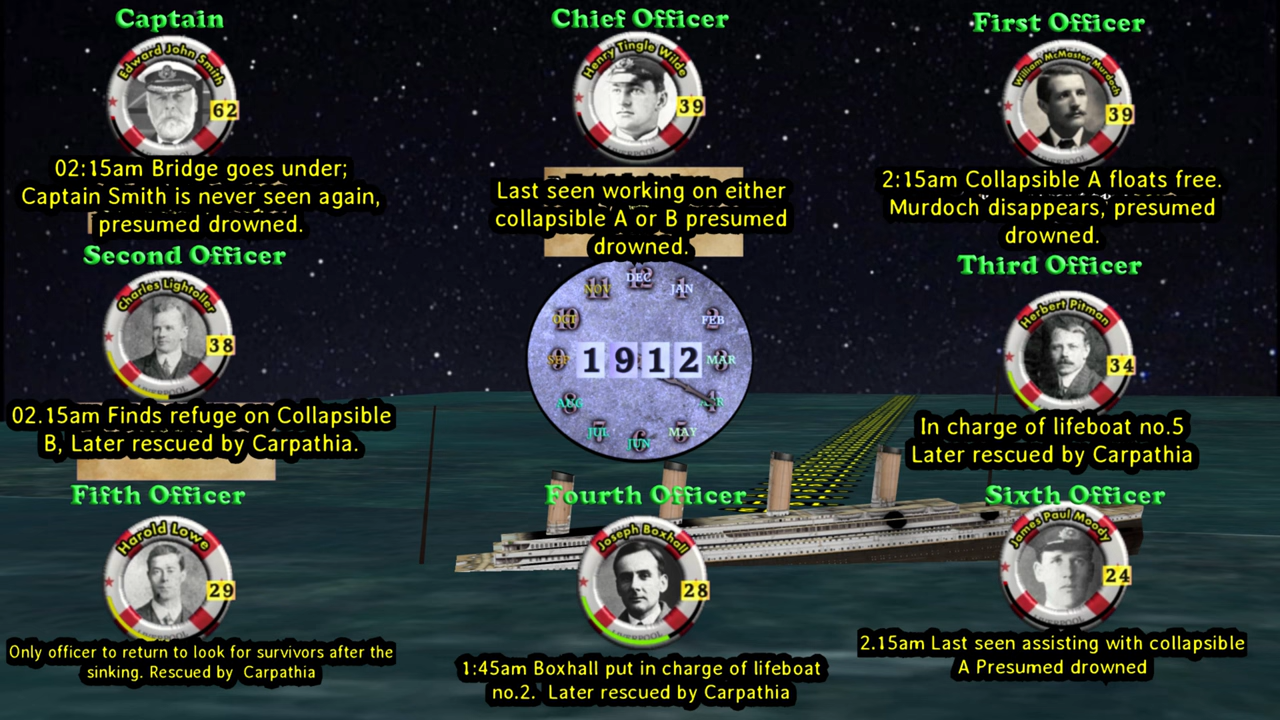 Captain
Edward John Smith
62
02:15am Bridge goes under;
Captain Smith is never seen again,
presumed drowned.
Chief Officer
Henry Tingle Wilde
39
Last seen working on either
collapsible A or B presumed
drowned.
First Officer
William McMaster Murdoch
39
2:15am Collapsible A floats free.
Murdoch disappears, presumed
drowned.
Second Officer
Charles Lightoller
LIVERPOOL
38
02.15am Finds refuge on Collapsible
B, Later rescued by Carpathia.
DEC
JAN
FEB
MAR
APR
MAY
JUN
JUL
AUG
SEP
OCT
NOV
1912
Third Officer
Herbert Pitman
34
In charge of lifeboat no.5
Later rescued by Carpathia
Fifth Officer
Harold Lowe
29
Only officer to return to look for survivors after the
sinking. Rescued by Carpathia
Fourth Officer
Joseph Boxhall
LIVERPOOL
28
1:45am Boxhall put in charge of lifeboat
no.2. Later rescued by Carpathia
Sixth Officer
James Paul Moody
24
2.15am Last seen assisting with collapsible
A Presumed drowned